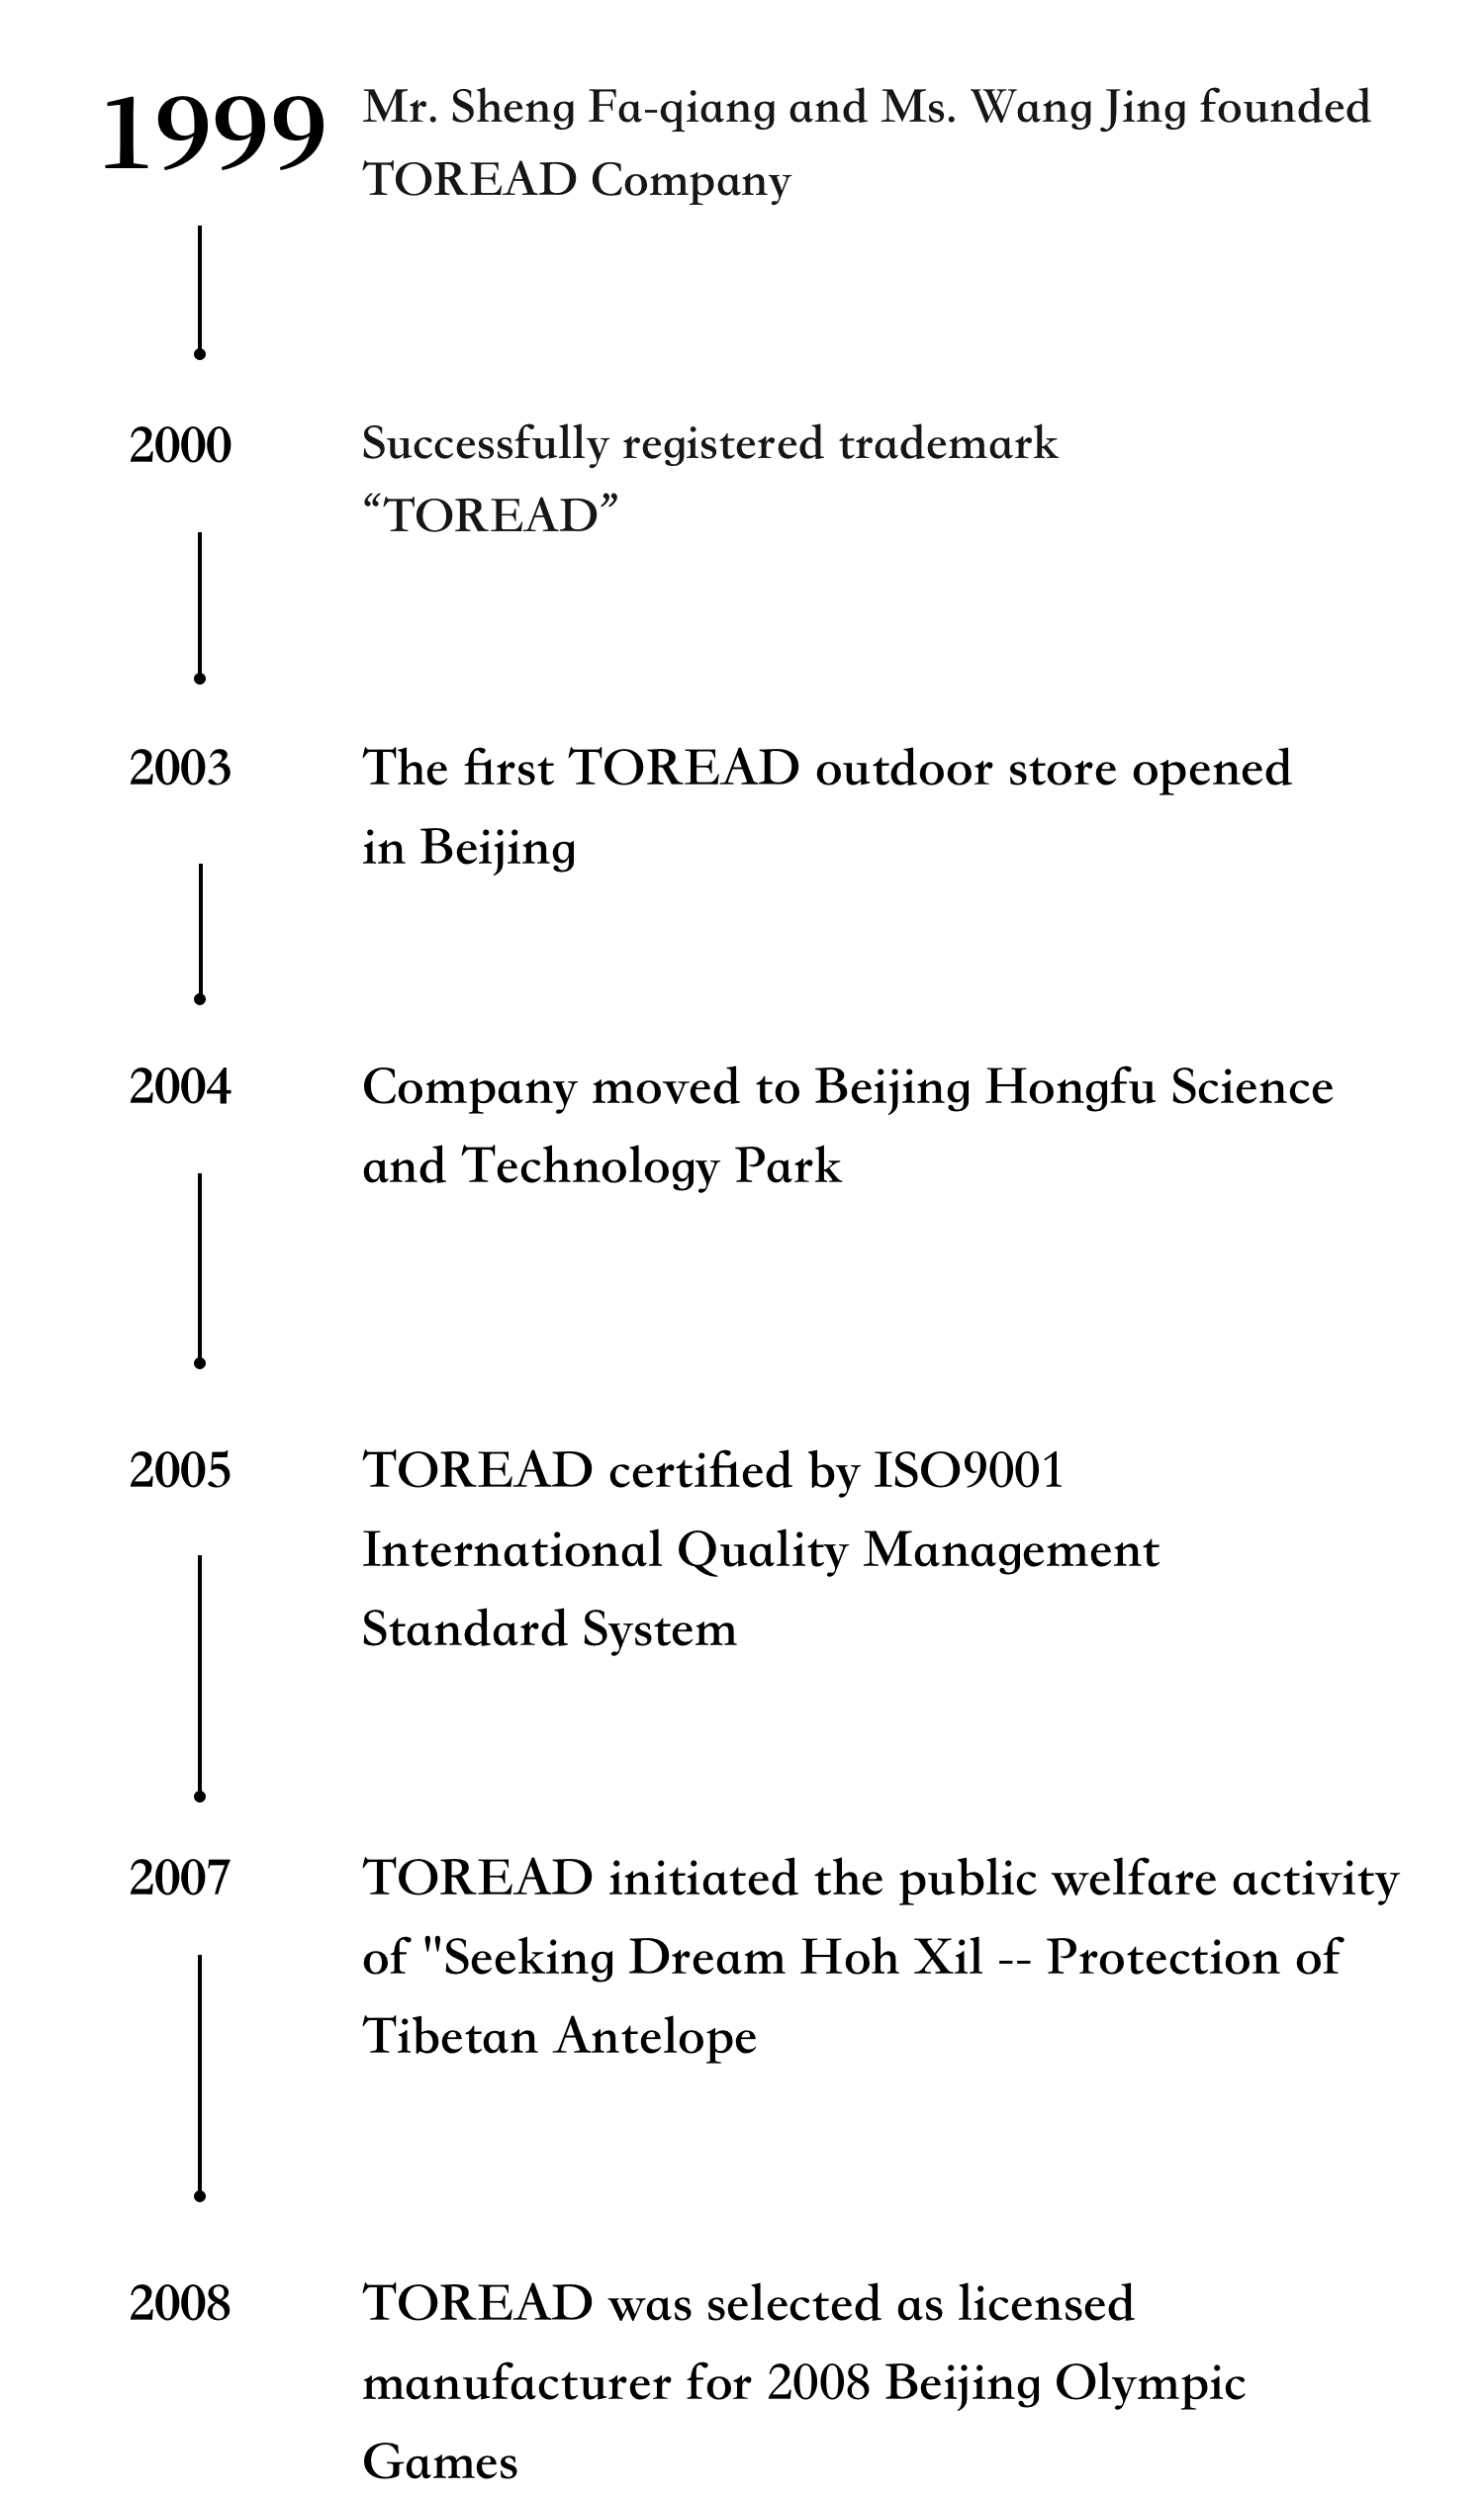 1999 Mr. Sheng Fa-qiang and Ms. Wang Jing founded
TOREAD Company
2000 Successfully registered trademark
“TOREAD”
2003 The first TOREAD outdoor store opened
in Beijing
2004 Company moved to Beijing Hongfu Science
and Technology Park
2005 TOREAD certified by ISO9001
International Quality Management
Standard System
2007 TOREAD initiated the public welfare activity
of "Seeking Dream Hoh Xil -- Protection of
Tibetan Antelope
2008 TOREAD was selected as licensed
manufacturer for 2008 Beijing Olympic
Games